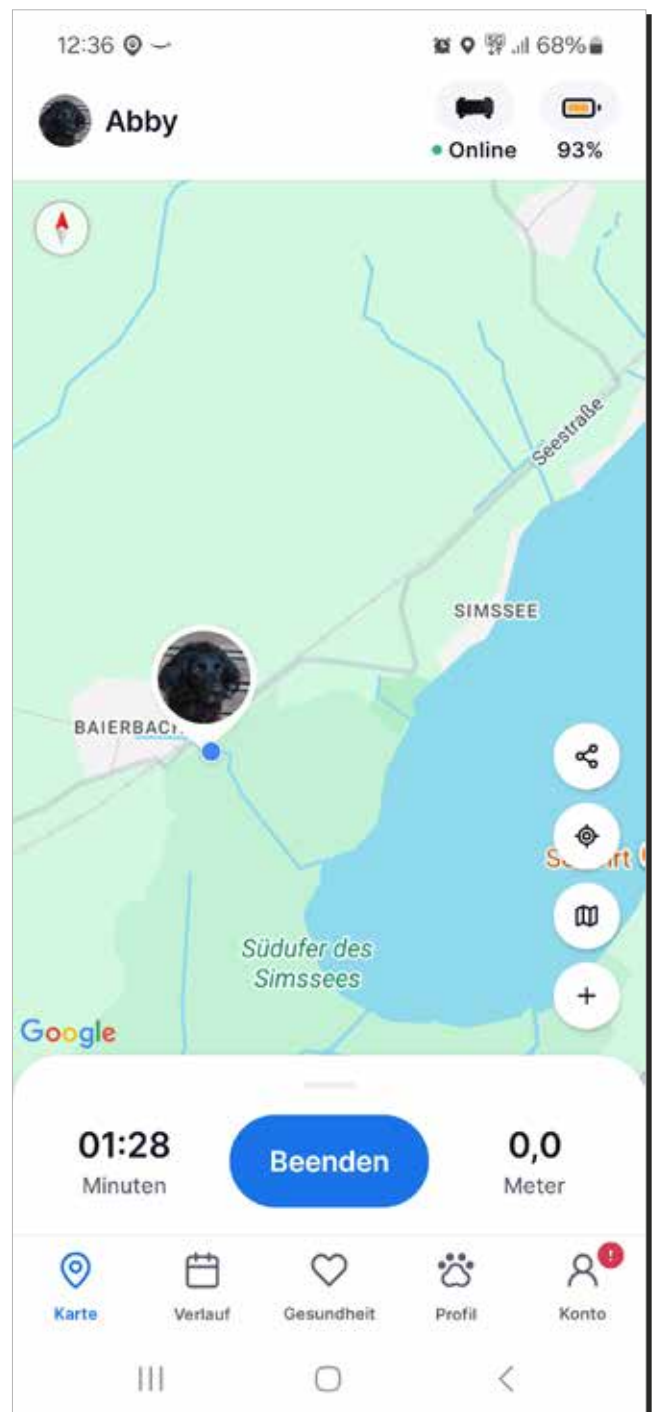 12:36
5G
68%
Abby
Online
93%
Seestraße
SIMSSEE
Südufer des
Simssees
Google
01:28
Minuten
Beenden
0,0
Meter
Karte
Verlauf
Gesundheit
Profil
!
Konto